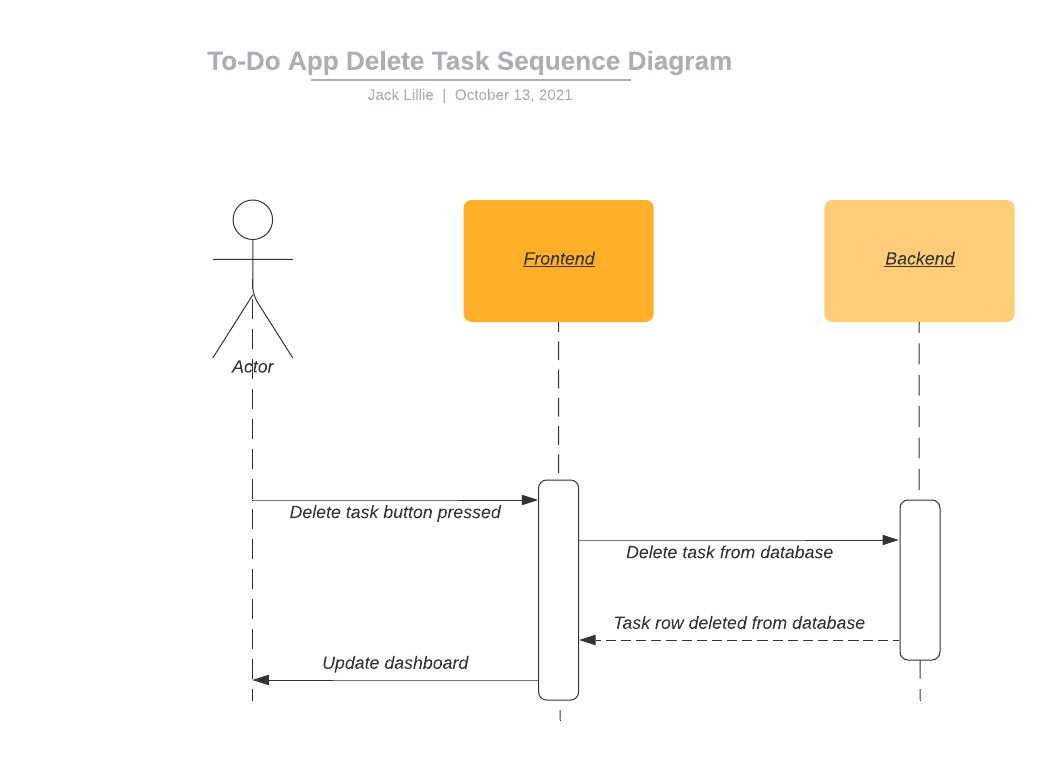 To-Do App Delete Task Sequence Diagram
Jack Lillie | October 13, 2021
Actor
Frontend
Backend
Delete task button pressed
Delete task from database
Task row deleted from database
Update dashboard